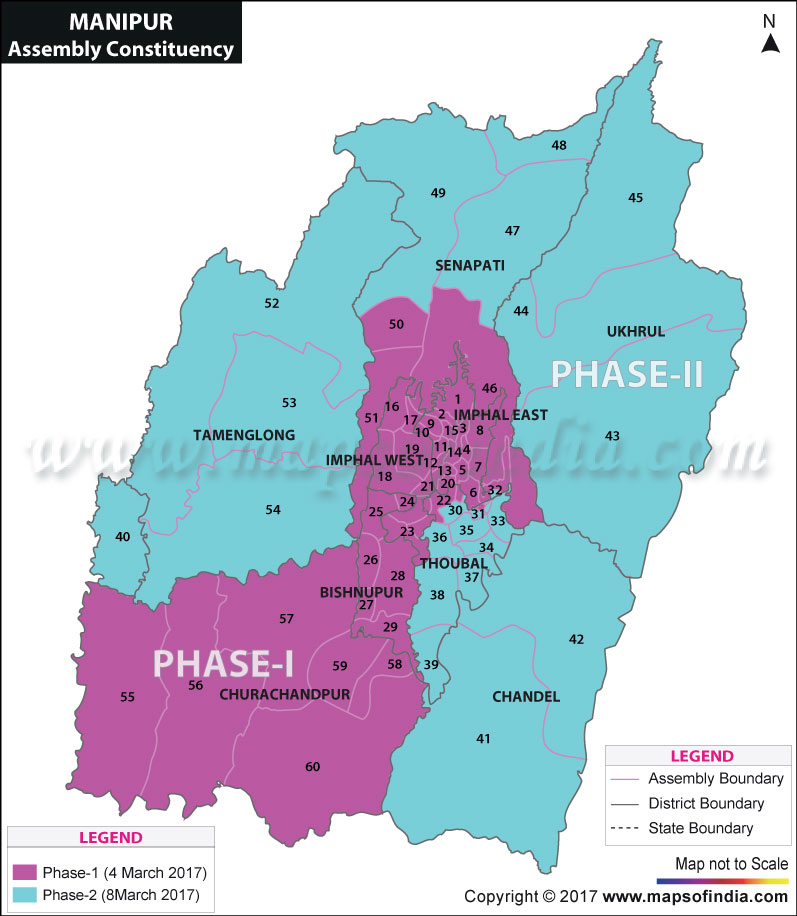 MANIPUR
Assembly Constituency
N
48
49
45
47
SENAPATI
52
44
50
UKHRUL
PHASE-II
46
53
1
16
2
IMPHAL EAST
51
17
9
15
3
8
10
43
TAMENGLONG
www.mapsofindia.com
19
11
14
4
IMPHAL WEST
12
13
5
7
18
21
20
6
32
24
22
54
25
30
31
33
40
23
36
35
34
26
THOUBAL
28
37
BISHNUPUR
27
38
57
29
42
PHASE-I
59
58
39
56
55
CHURACHANDPUR
CHANDEL
41
60
LEGEND
Assembly Boundary
District Boundary
State Boundary
LEGEND
Phase-1 (4 March 2017)
Phase-2 (8March 2017)
Map not to Scale
Copyright © 2017 www.mapsofindia.com